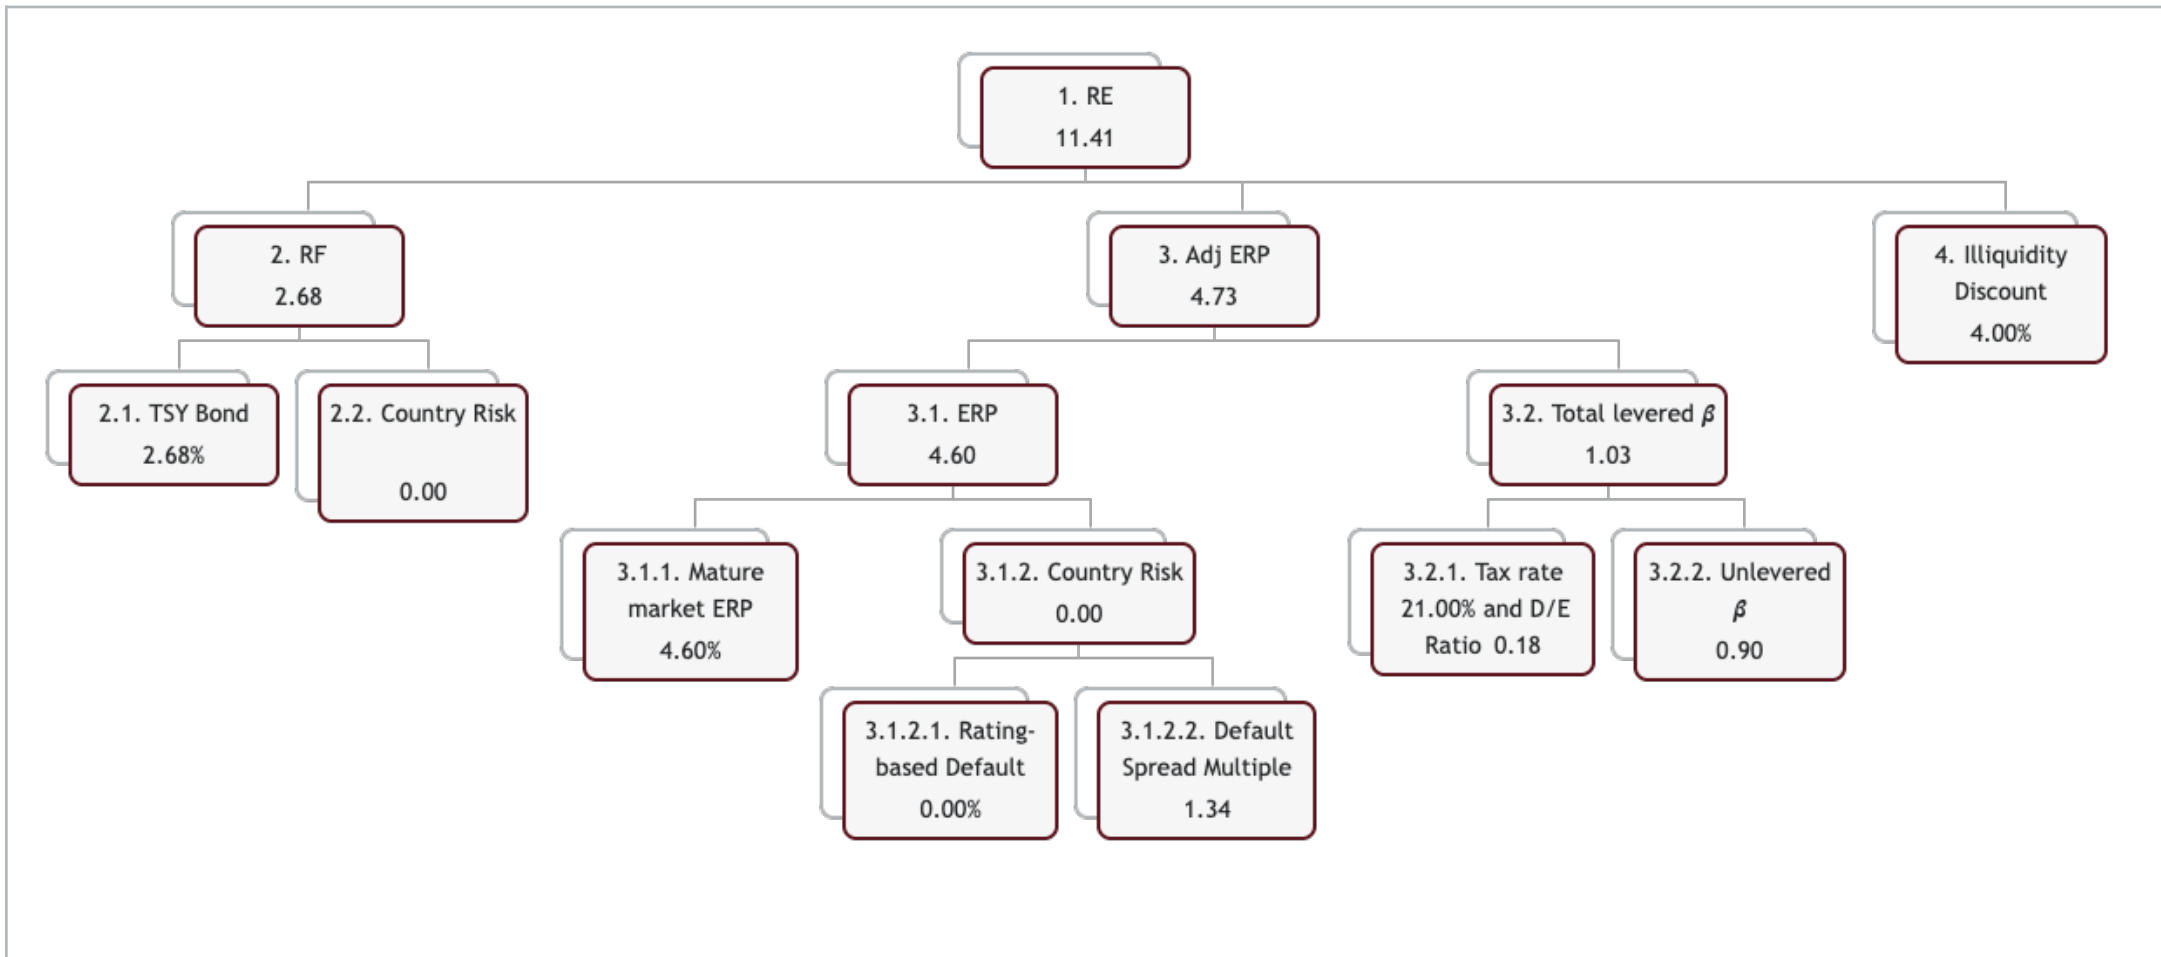 1. RE
11.41
2. RF
2.68
3. Adj ERP
4.73
4. Illiquidity
Discount
4.00%
2.1. TSY Bond
2.68%
2.2. Country Risk
0.00
3.1. ERP
4.60
3.2. Total levered β
1.03
3.1.1. Mature
market ERP
4.60%
3.1.2. Country Risk
0.00
3.2.1. Tax rate
21.00% and D/E
Ratio 0.18
3.2.2. Unlevered
β
0.90
3.1.2.1. Rating-
based Default
0.00%
3.1.2.2. Default
Spread Multiple
1.34